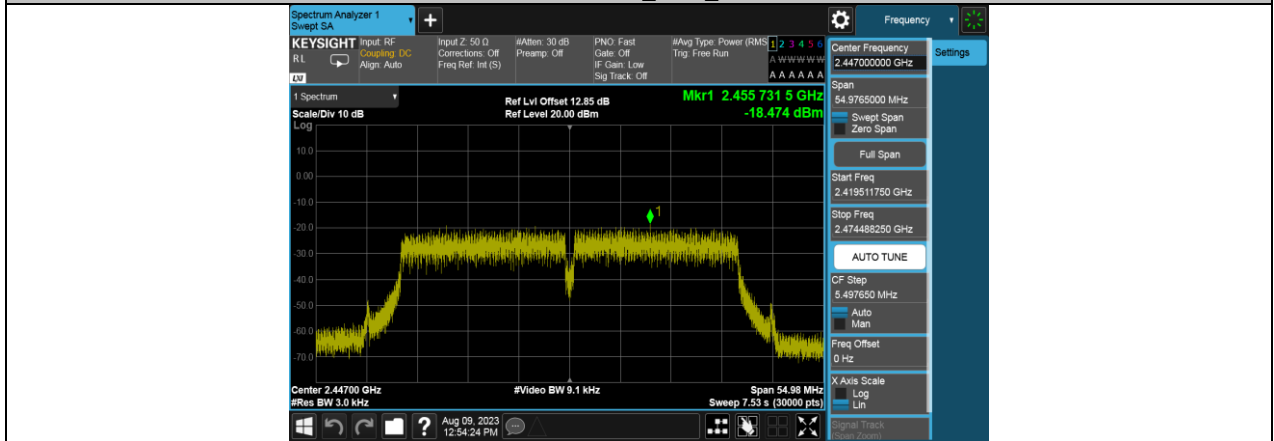 Spectrum Analyzer 1
Swept SA
+
Frequency
KEYSIGHT
RL
LXI
Input: RF
Coupling: DC
Align: Auto
Input Z: 50 Ω
Corrections: Off
Freq Ref: Int (S)
#Atten: 30 dB
Preamp: Off
PNO: Fast
Gate: Off
IF Gain: Low
Sig Track: Off
#Avg Type: Power (RMS
Trig: Free Run
1 2 3 4 5 6
A W W W W W
A A A A A A
1 Spectrum
Scale/Div 10 dB
Log
Ref Lvl Offset 12.85 dB
Ref Level 20.00 dBm
Mkr1 2.455 731 5 GHz
-18.474 dBm
10.0
0.00
-10.0
-20.0
-30.0
-40.0
-50.0
-60.0
-70.0
1
Center 2.44700 GHz
#Res BW 3.0 kHz
#Video BW 9.1 kHz
Span 54.98 MHz
Sweep 7.53 s (30000 pts)
Center Frequency
2.447000000 GHz
Settings
Span
54.9765000 MHz
Swept Span
Zero Span
Full Span
Start Freq
2.419511750 GHz
Stop Freq
2.474488250 GHz
AUTO TUNE
CF Step
5.497650 MHz
Auto
Man
Freq Offset
0 Hz
X Axis Scale
Log
Lin
Signal Track
(Span Zoom)
?
Aug 09, 2023
12:54:24 PM